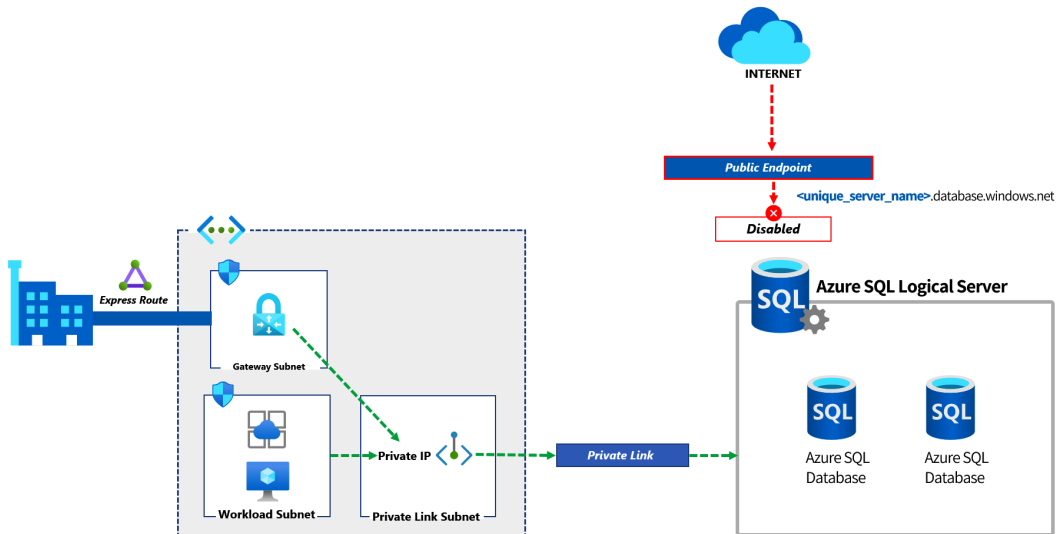 INTERNET
Public Endpoint
<unique_server_name>.database.windows.net
Disabled
Express Route
Gateway Subnet
SQL
Azure SQL Logical Server
Private IP
Private Link
Workload Subnet
Private Link Subnet
SQL
SQL
Azure SQL
Database
Azure SQL
Database